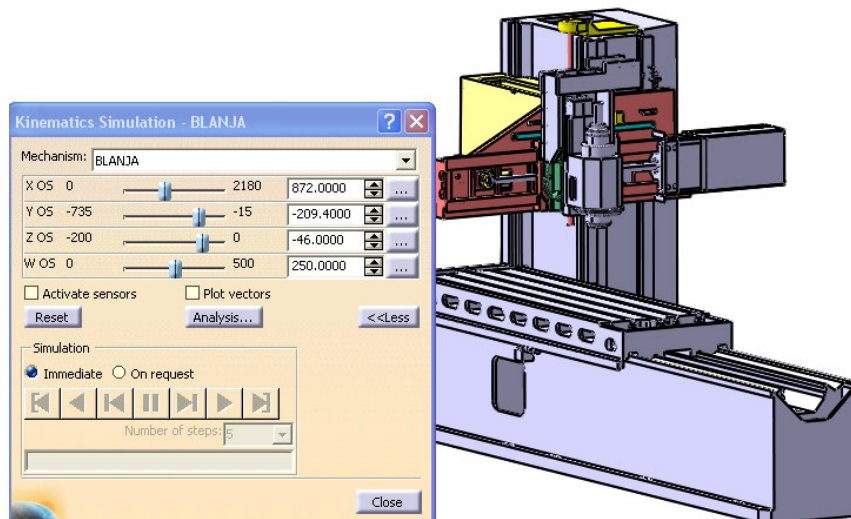 Kinematics Simulation - BLANJA
Mechanism: BLANJA
X OS 0 2180 872.0000 ...
Y OS -735 -15 -209.4000 ...
Z OS -200 0 -46.0000 ...
W OS 0 500 250.0000 ...
Activate sensors Plot vectors
Reset Analysis... <<Less
Simulation
Immediate On request
Number of steps: 5
Close